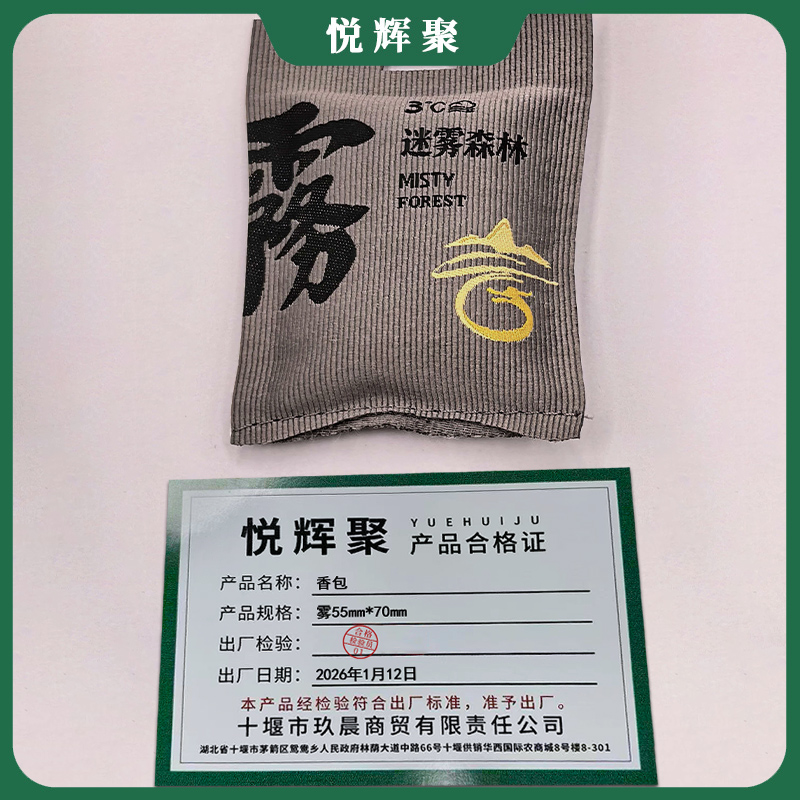 悦辉聚
3℃
迷雾森林
MISTY
FOREST
霧
悦辉聚
YUEHUIJU
产品合格证
产品名称：香包
产品规格：雾55mm*70mm
出厂检验：
合格
检验员
01
出厂日期：2026年1月12日
本产品经检验符合出厂标准，准予出厂。
十堰市玖晨商贸有限责任公司
湖北省十堰市茅箭区鸳鸯乡人民政府林荫大道中路66号十堰供销华西国际农商城8号楼8-301